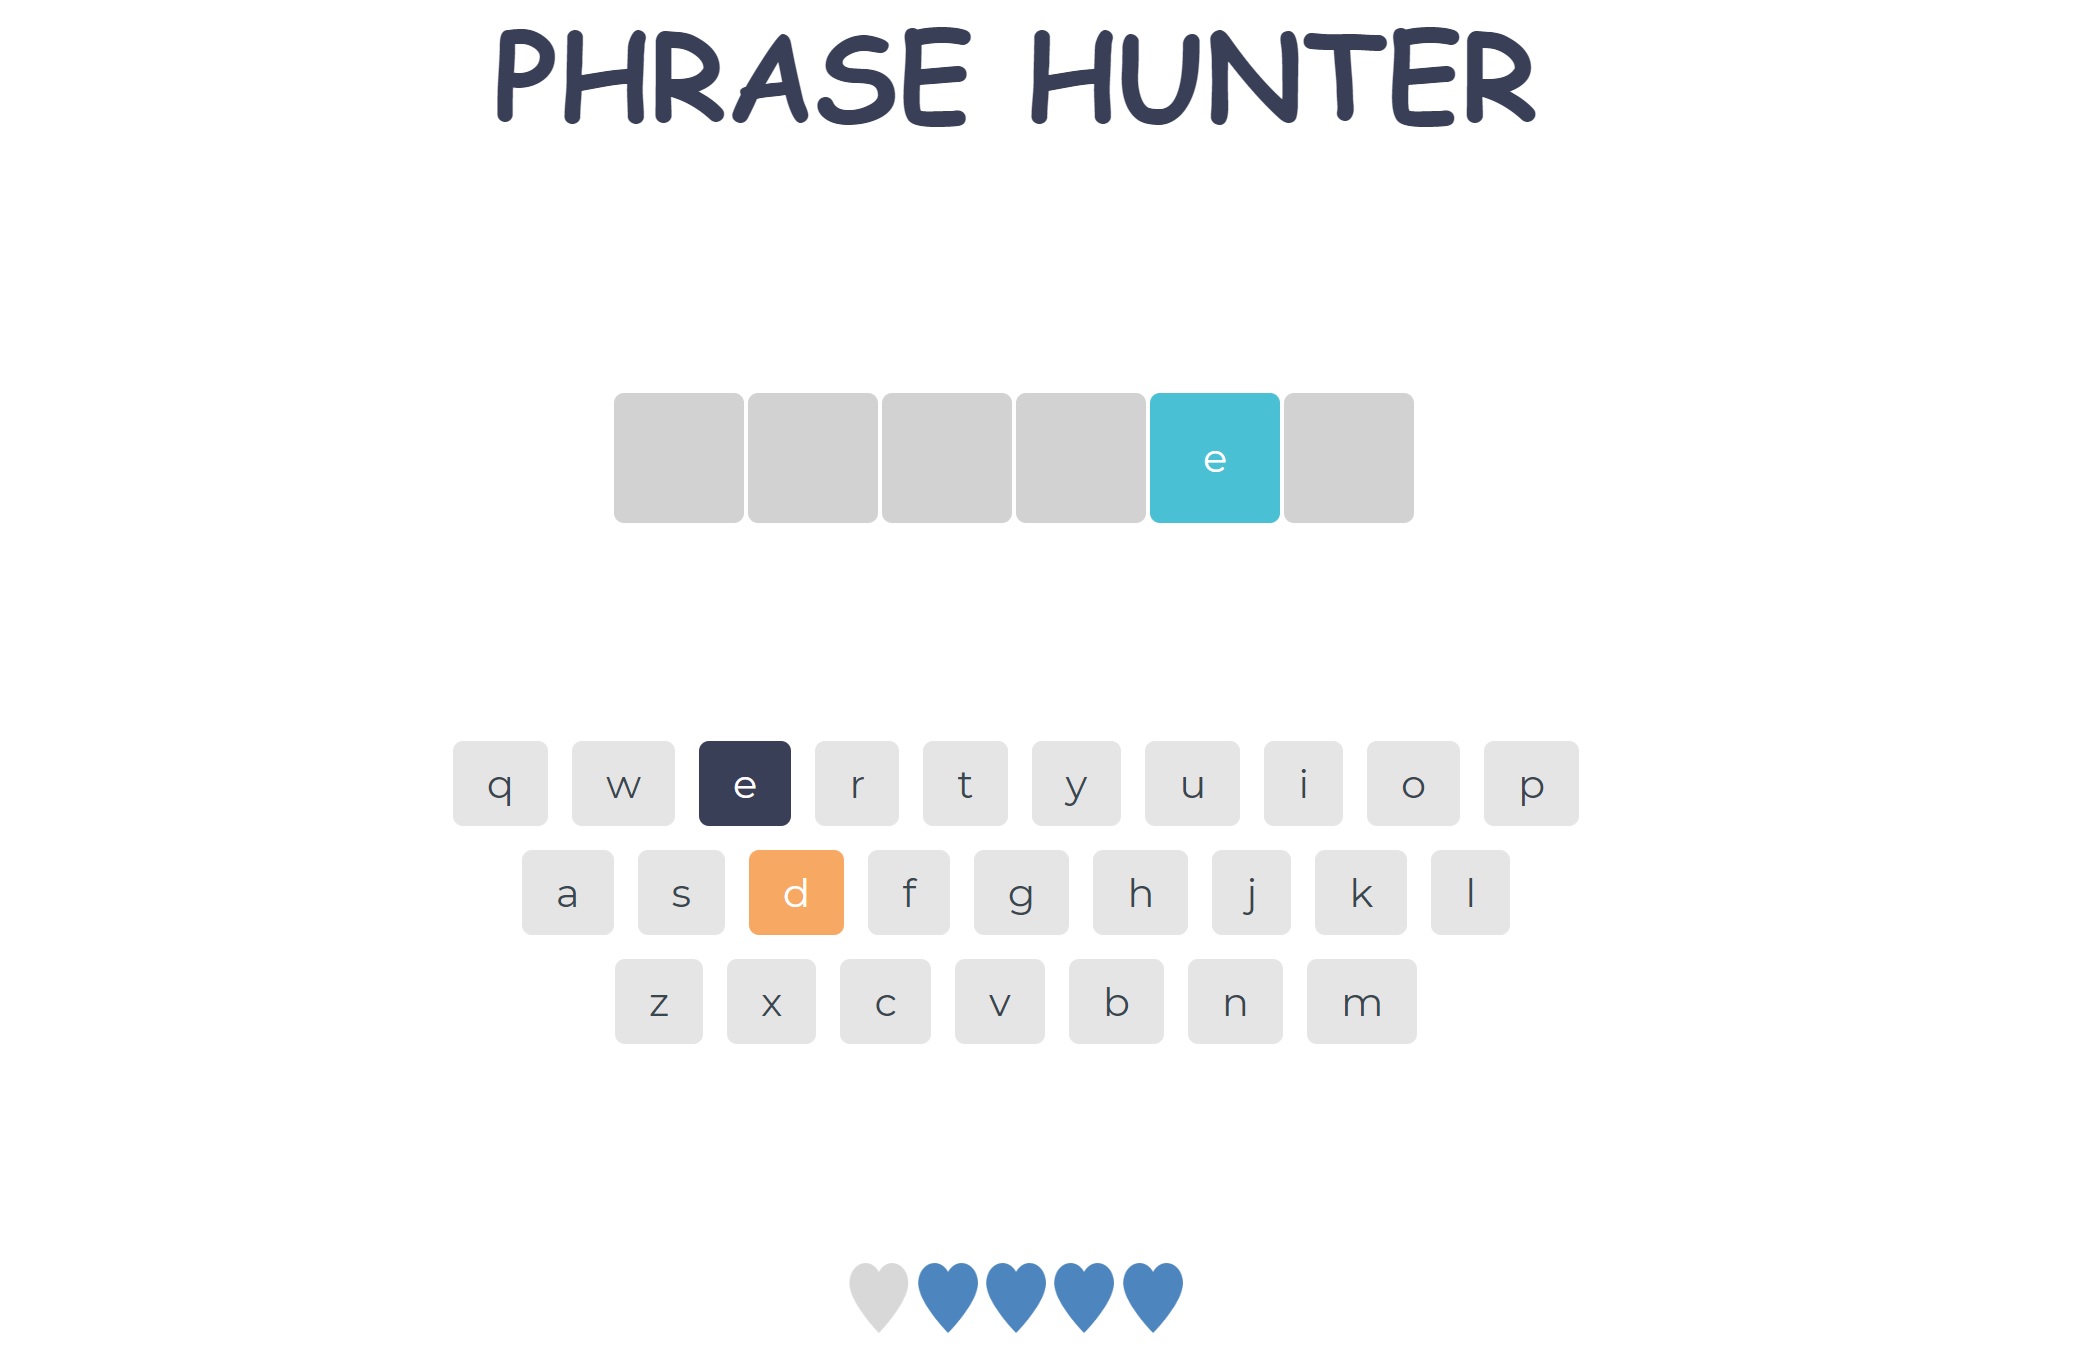 PHRASE HUNTER
e
q w e r t y u i o p
a s d f g h j k l
z x c v b n m